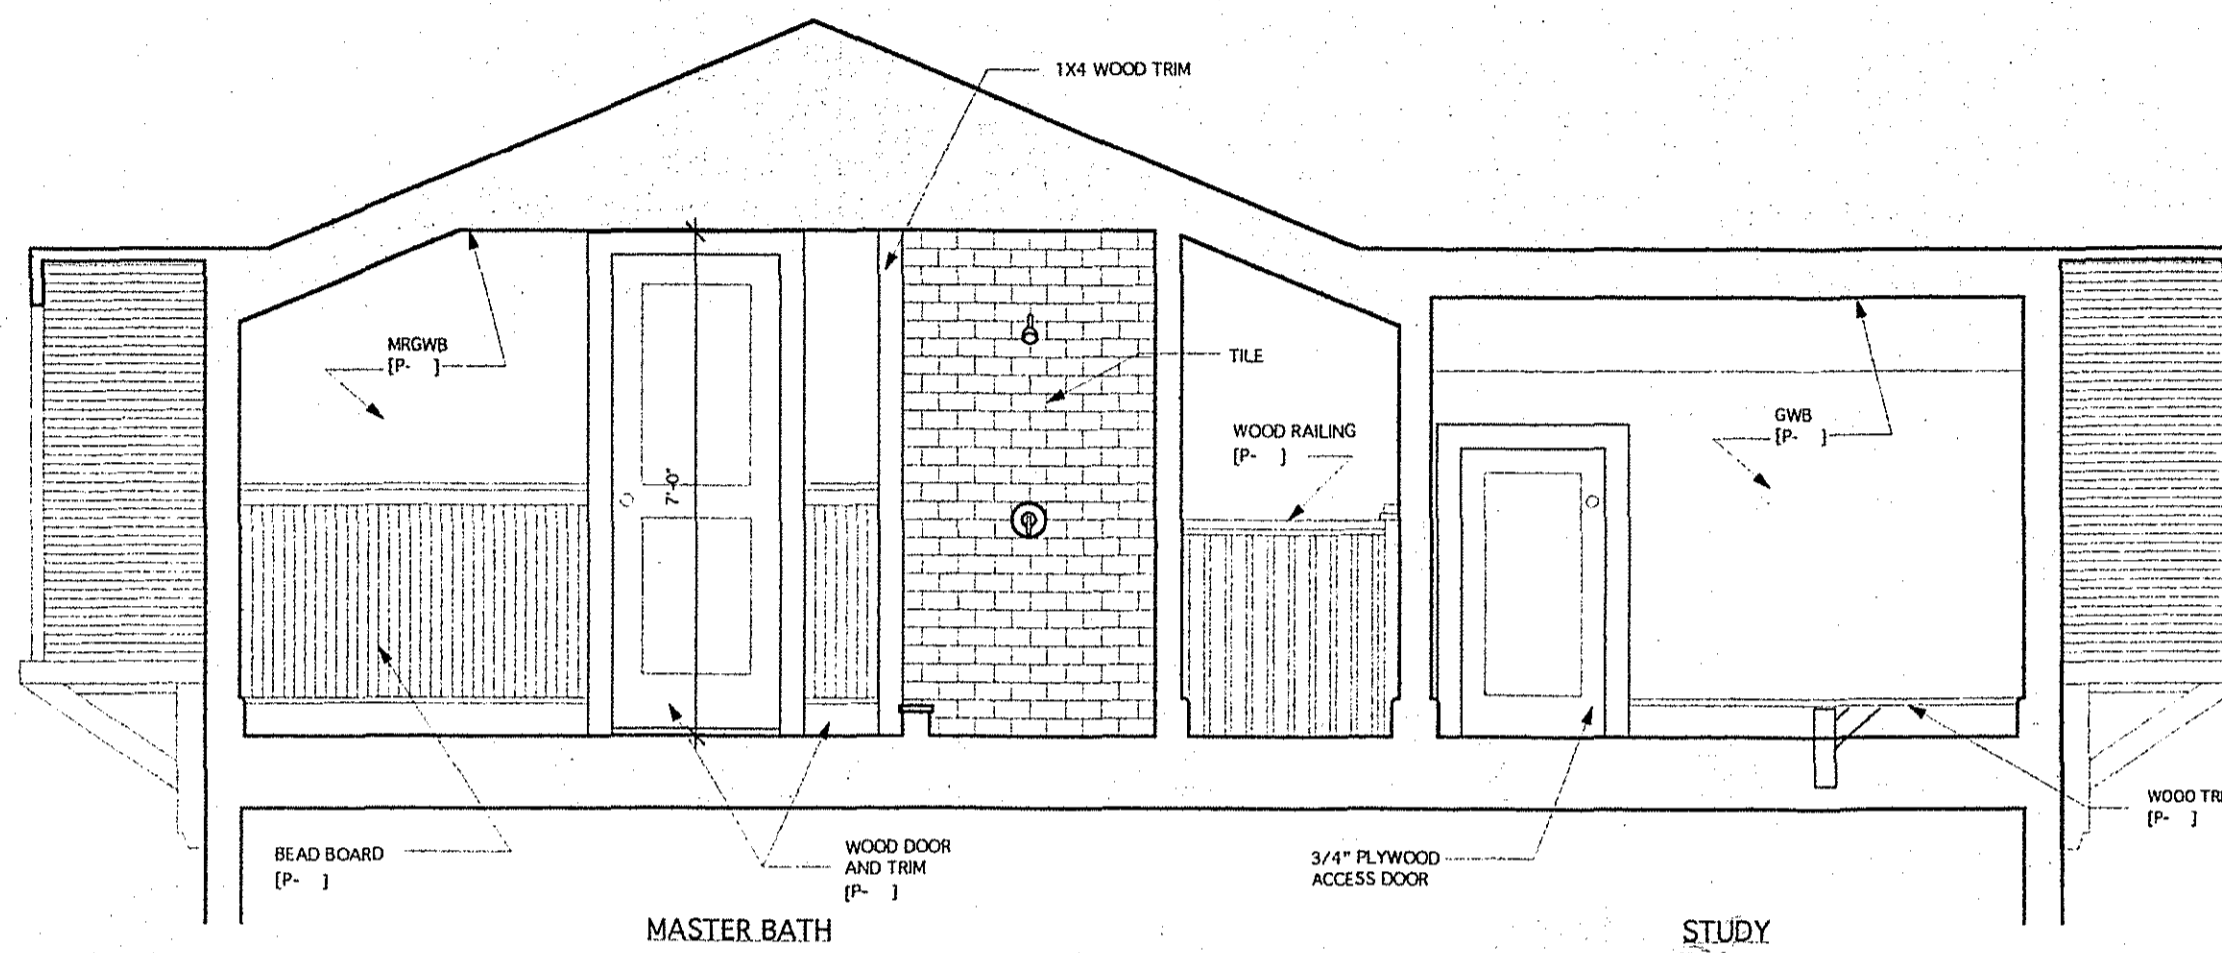 1X4 WOOD TRIM
MRGWB
[P- ]
TILE
WOOD RAILING
[P- ]
GWB
[P- ]
7'-0"
BEAD BOARD
[P- ]
WOOD DOOR
AND TRIM
[P- ]
3/4" PLYWOOD
ACCESS DOOR
WOOD TRI
[P- ]
MASTER BATH
STUDY